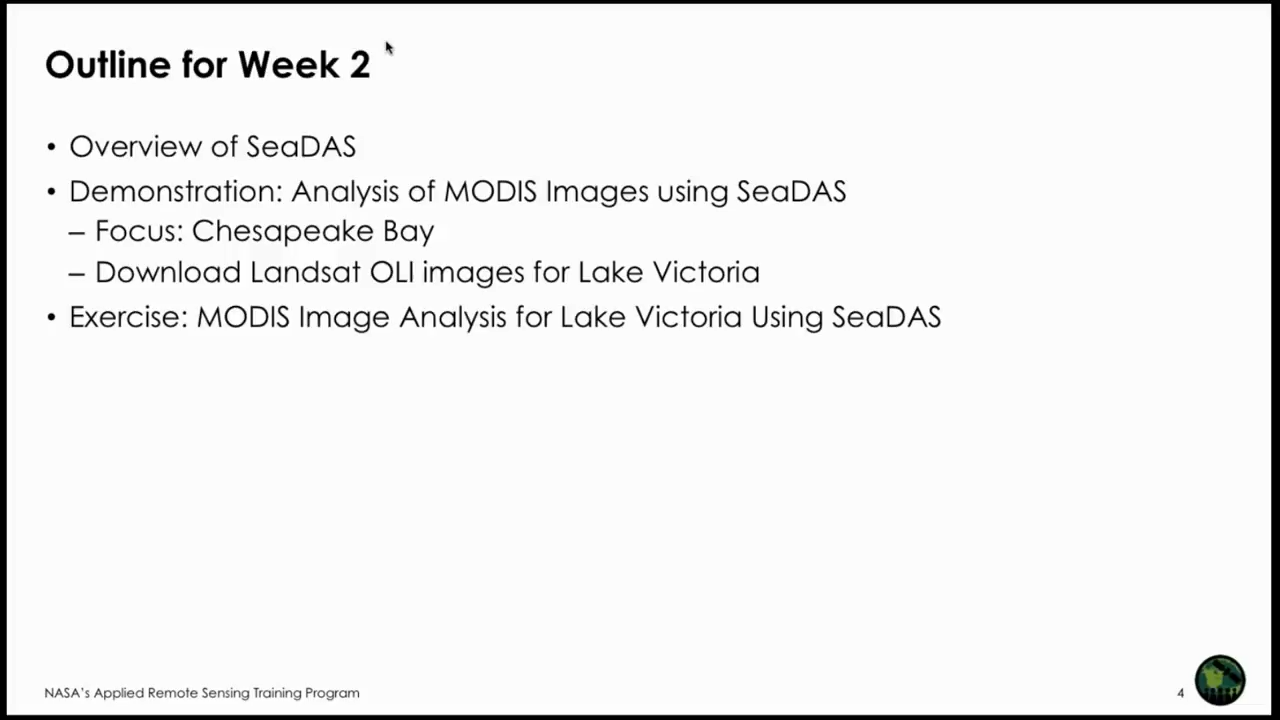 Outline for Week 2
• Overview of SeaDAS
• Demonstration: Analysis of MODIS Images using SeaDAS
– Focus: Chesapeake Bay
– Download Landsat OLI images for Lake Victoria
• Exercise: MODIS Image Analysis for Lake Victoria Using SeaDAS
NASA's Applied Remote Sensing Training Program
4